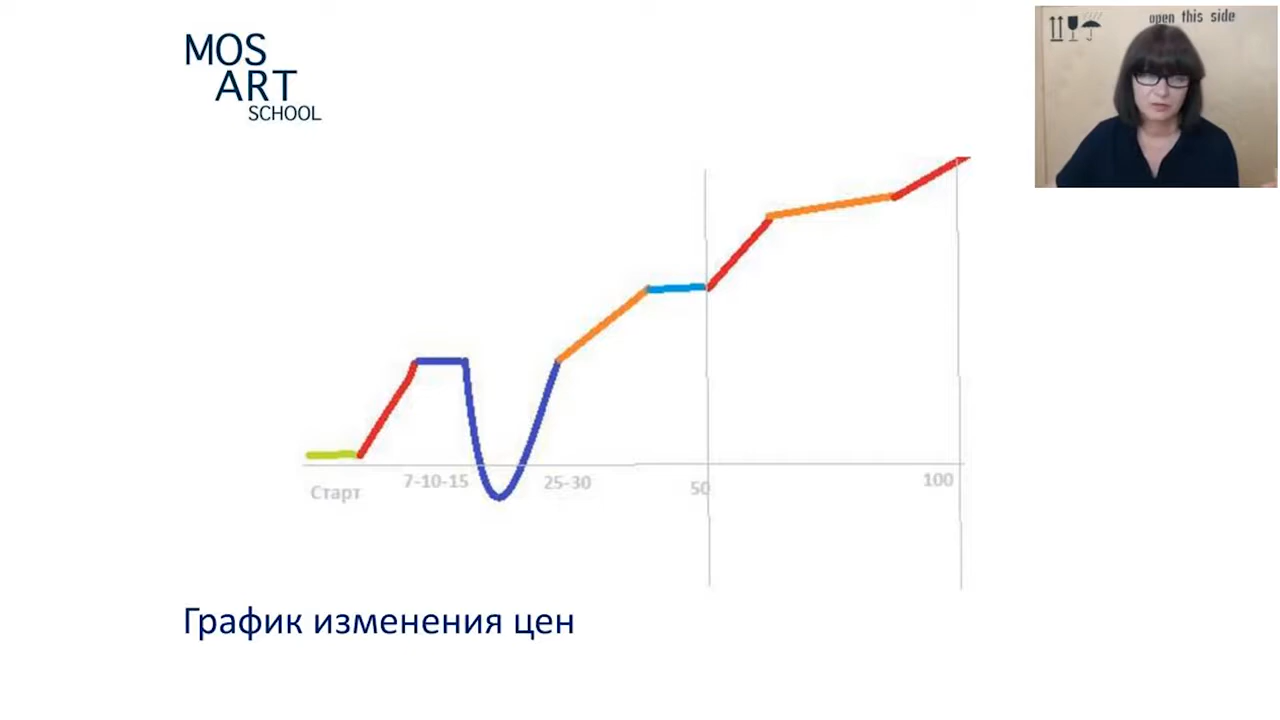 MOS
ART
SCHOOL
open this side
Старт
7-10-15
25-30
50
100
График изменения цен